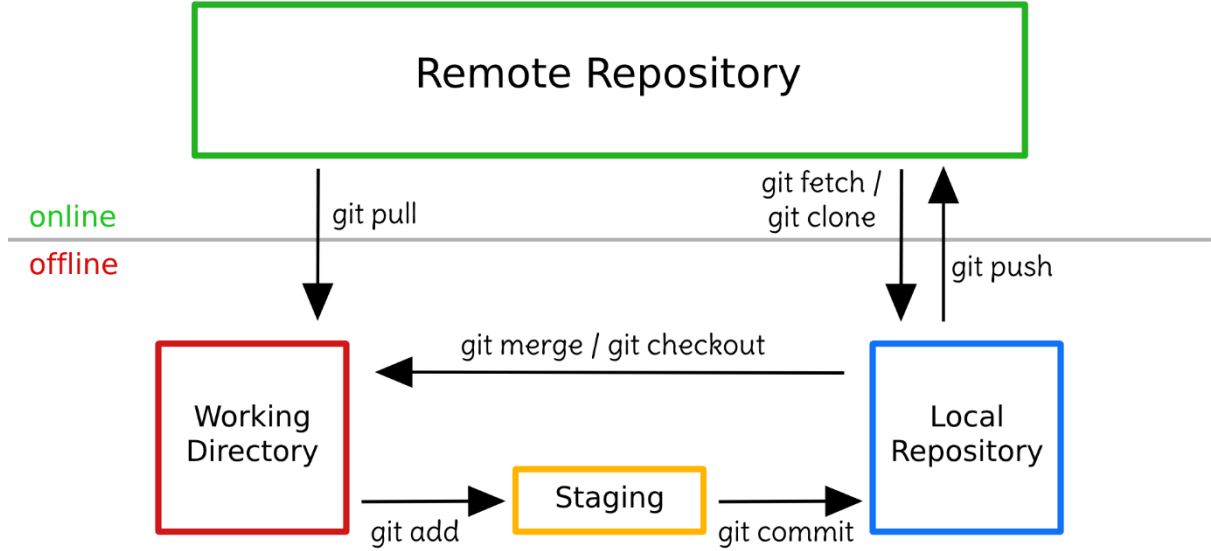 Remote Repository
git pull
git fetch /
git clone
online
offline
git push
git merge / git checkout
Working
Directory
Local
Repository
Staging
git add
git commit